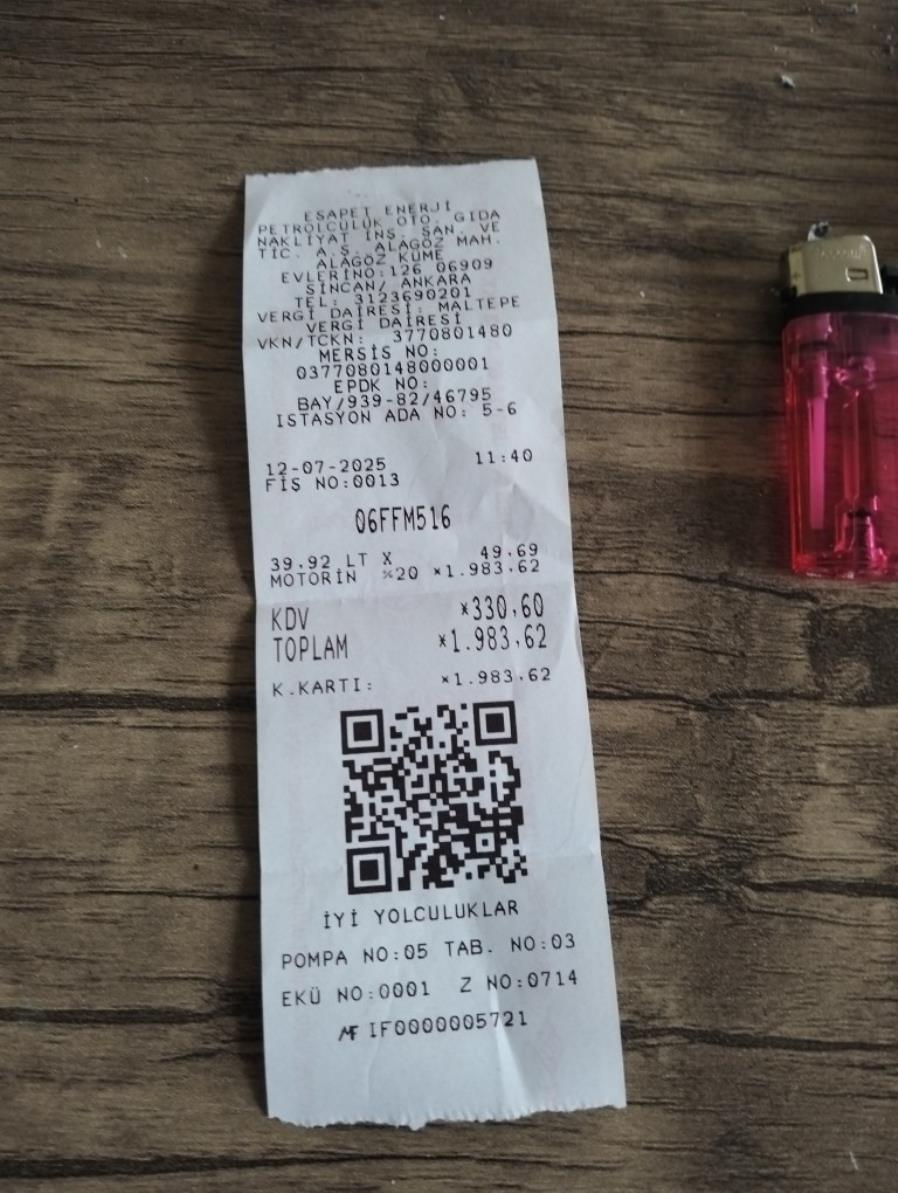 ESAPET ENERJİ
PETROLCÜLÜK OTO. GIDA
NAKLİYAT İNŞ. SAN. VE
TİC. A.Ş. ALAGÖZ MAH.
ALAGÖZ KÜME
EVLERİNO:126 06909
SİNCAN/ ANKARA
TEL: 3123690201
VERGİ DAİRESİ: MALTEPE
VERGİ DAİRESİ
VKN/TCKN: 3770801480
MERSİS NO:
0377080148000001
EPDK NO:
BAY/939-82/46795
İSTASYON ADA NO: 5-6
12-07-2025 11:40
FİŞ NO:0013
06FFM516
39,92 LT X 49,69
MOTORİN %20 *1.983,62
KDV *330,60
TOPLAM *1.983,62
K.KARTI: *1.983,62
İYİ YOLCULUKLAR
POMPA NO:05 TAB. NO:03
EKÜ NO:0001 Z NO:0714
MF IF0000005721